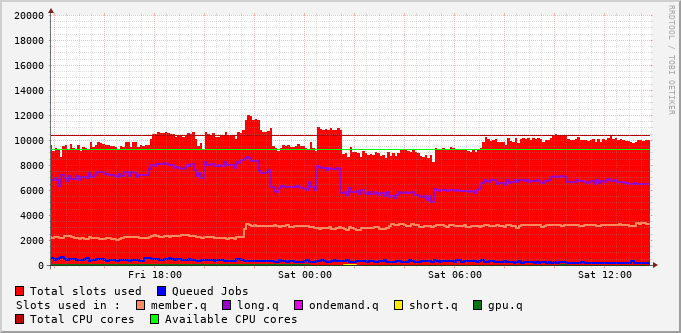 RRDTOOL / TOBI OETIKER
20000
18000
16000
14000
12000
10000
8000
6000
4000
2000
0
Fri 18:00 Sat 00:00 Sat 06:00 Sat 12:00
Total slots used Queued Jobs
Slots used in : member.q long.q ondemand.q short.q gpu.q
Total CPU cores Available CPU cores